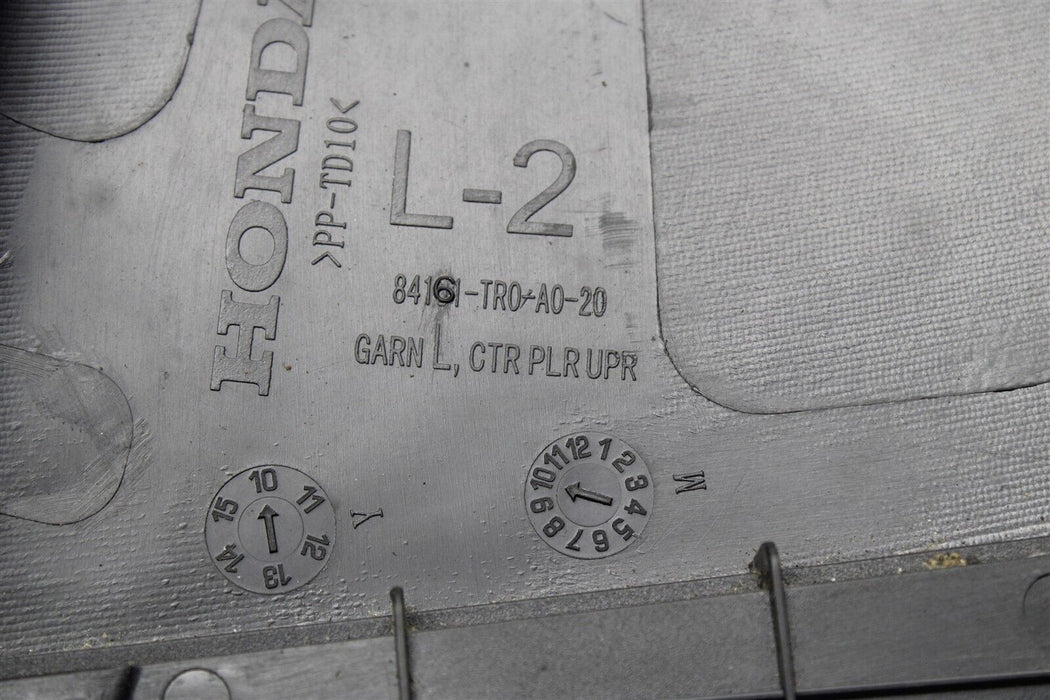 HONDA
>PP-TD10<
L-2
84161-TR0-A0-20
GARN L, CTR PLR UPR
10 11 12 13 14 15
Y
1 2 3 4 5 6 7 8 9 10 11 12
M